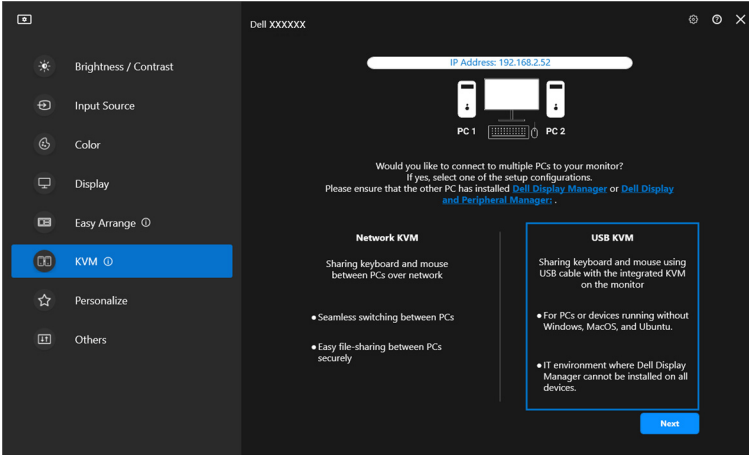 Dell XXXXXX
Brightness / Contrast
Input Source
Color
Display
Easy Arrange
KVM
Personalize
Others
IP Address: 192.168.2.52
PC 1
PC 2
Would you like to connect to multiple PCs to your monitor?
If yes, select one of the setup configurations.
Please ensure that the other PC has installed Dell Display Manager or Dell Display
and Peripheral Manager: .
Network KVM
Sharing keyboard and mouse
between PCs over network
• Seamless switching between PCs
• Easy file-sharing between PCs
securely
USB KVM
Sharing keyboard and mouse using
USB cable with the integrated KVM
on the monitor
• For PCs or devices running without
Windows, MacOS, and Ubuntu.
• IT environment where Dell Display
Manager cannot be installed on all
devices.
Next